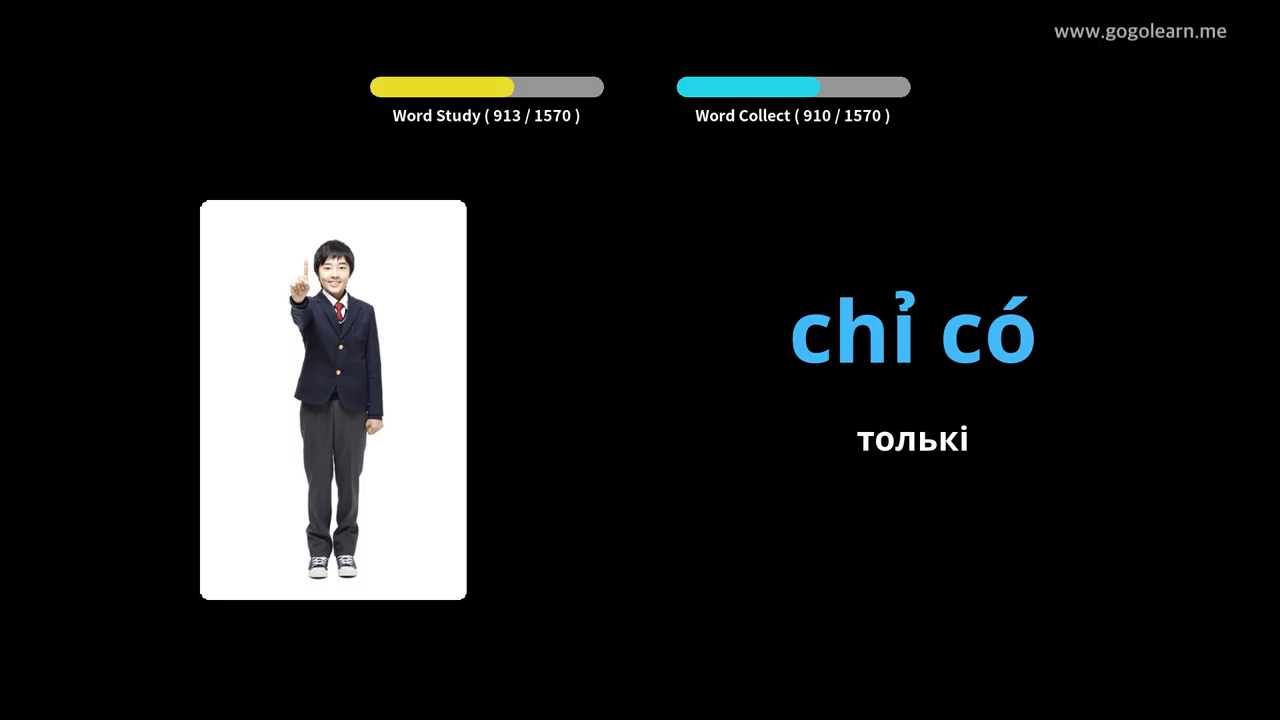 www.gogolearn.me
Word Study ( 913 / 1570 )
Word Collect ( 910 / 1570 )
chỉ có
толькі